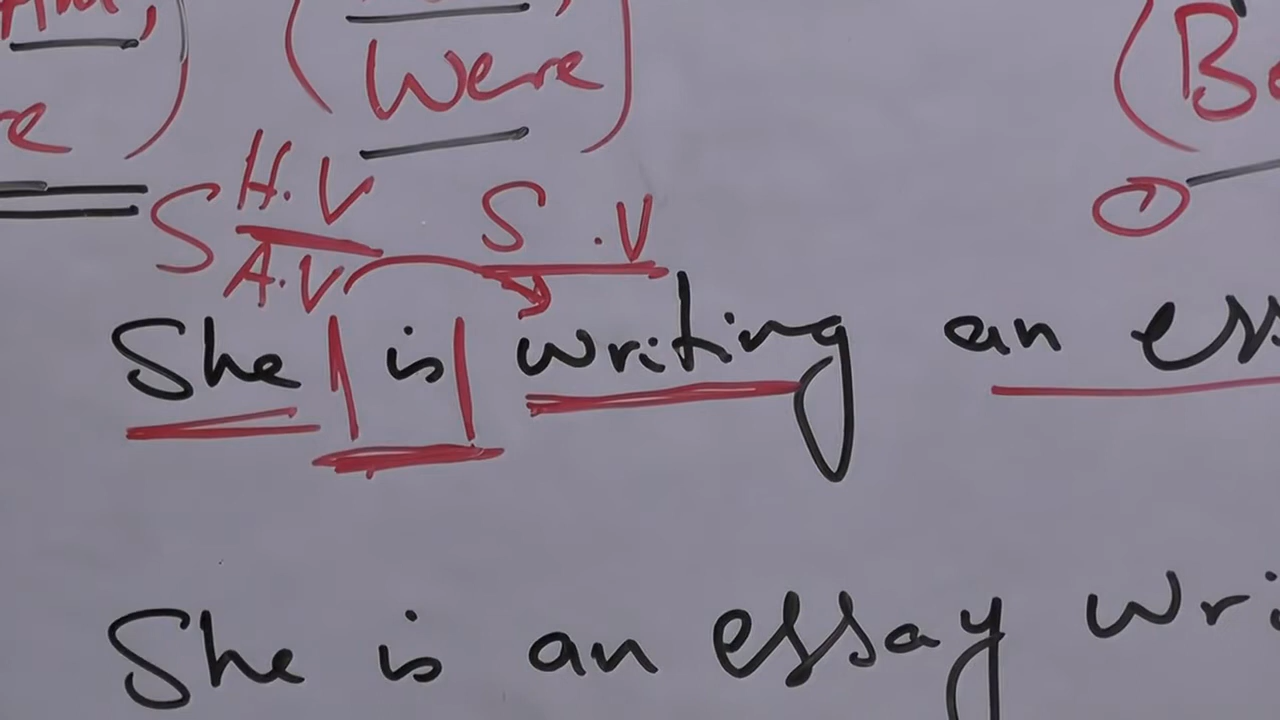 Were
H.V
S S .V
A.V
She is writing an
She is an essay